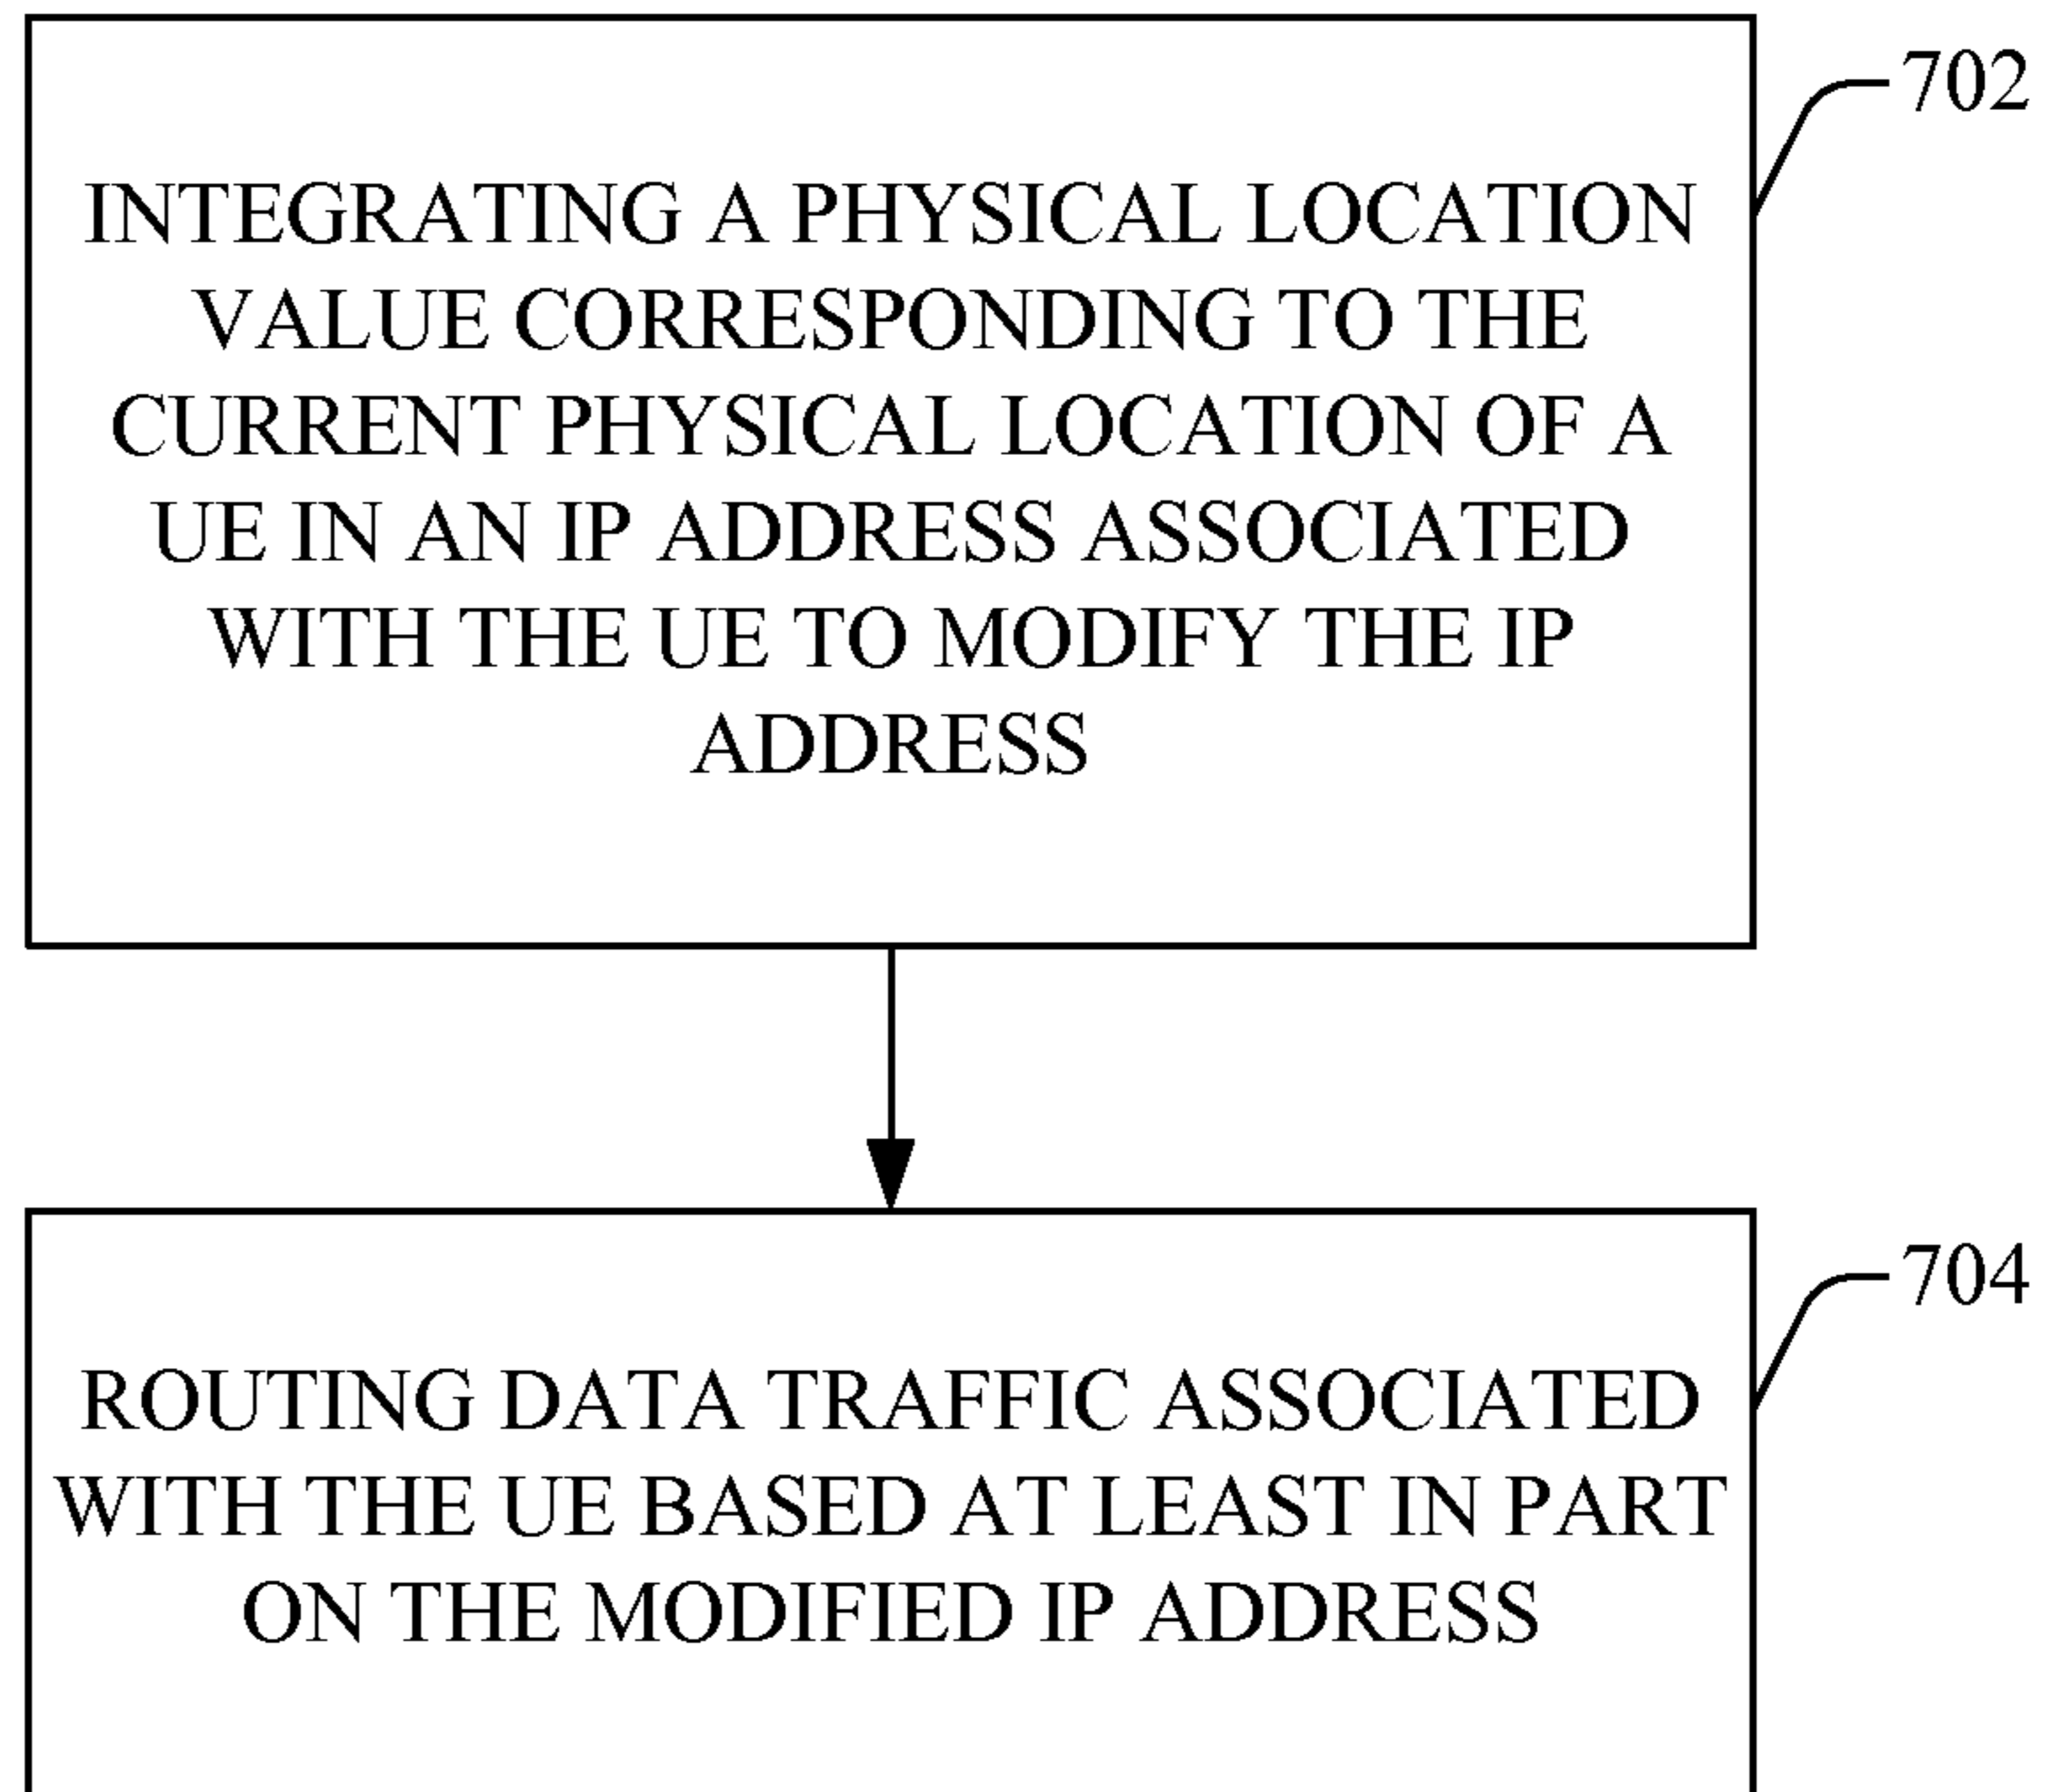 702
INTEGRATING A PHYSICAL LOCATION
VALUE CORRESPONDING TO THE
CURRENT PHYSICAL LOCATION OF A
UE IN AN IP ADDRESS ASSOCIATED
WITH THE UE TO MODIFY THE IP
ADDRESS
704
ROUTING DATA TRAFFIC ASSOCIATED
WITH THE UE BASED AT LEAST IN PART
ON THE MODIFIED IP ADDRESS